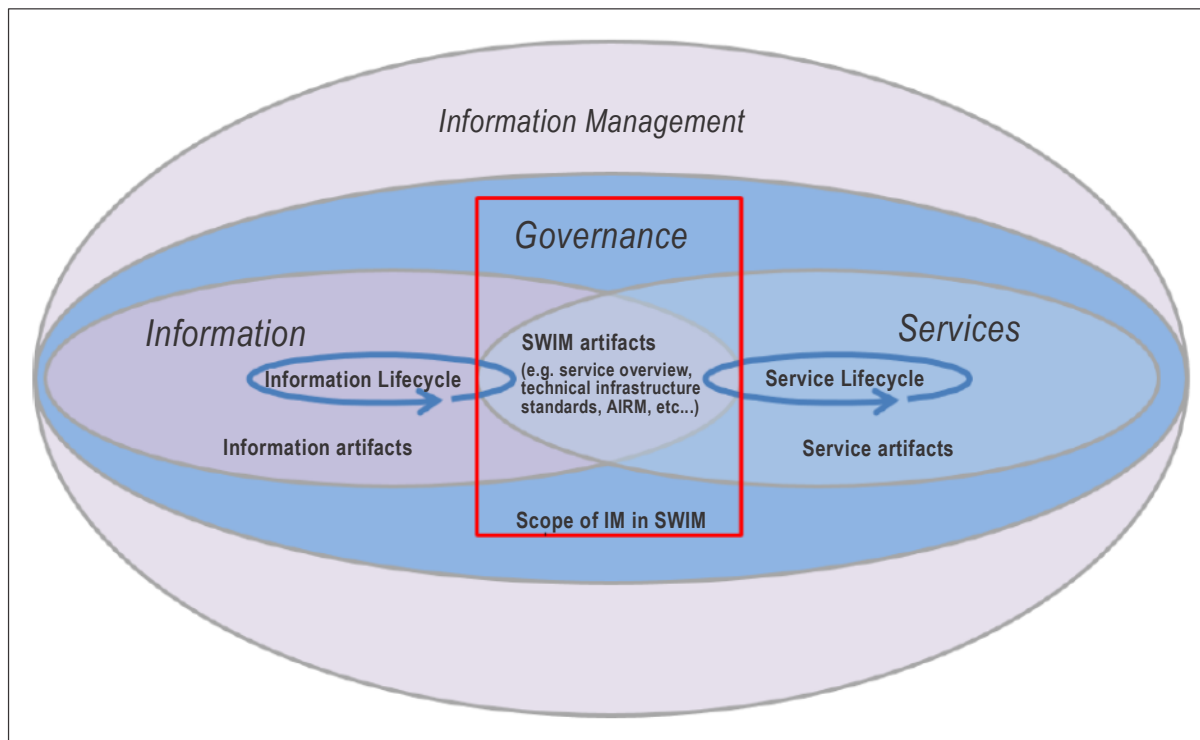 Information Management
Governance
Information
Services
SWIM artifacts
(e.g. service overview,
technical infrastructure
standards, AIRM, etc...)
Information Lifecycle
Service Lifecycle
Information artifacts
Service artifacts
Scope of IM in SWIM